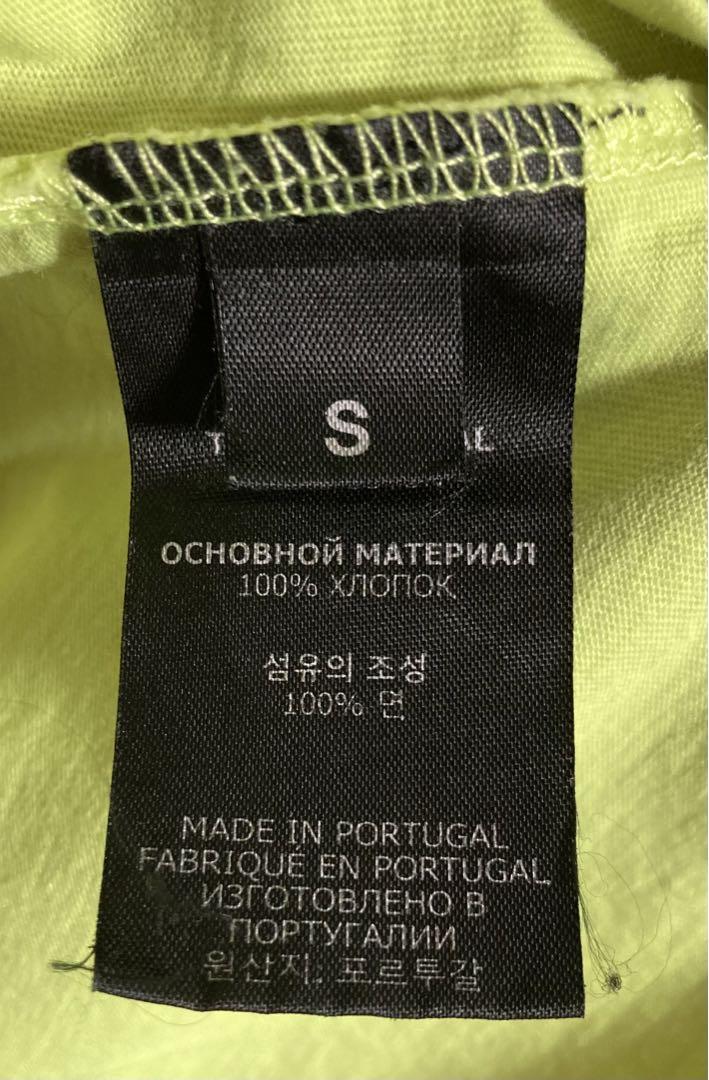 S
ОСНОВНОЙ МАТЕРИАЛ
100% ХЛОПОК
섬유의 조성
100% 면
MADE IN PORTUGAL
FABRIQUÉ EN PORTUGAL
ИЗГОТОВЛЕНО В
ПОРТУГАЛИИ
원산지. 포르투갈